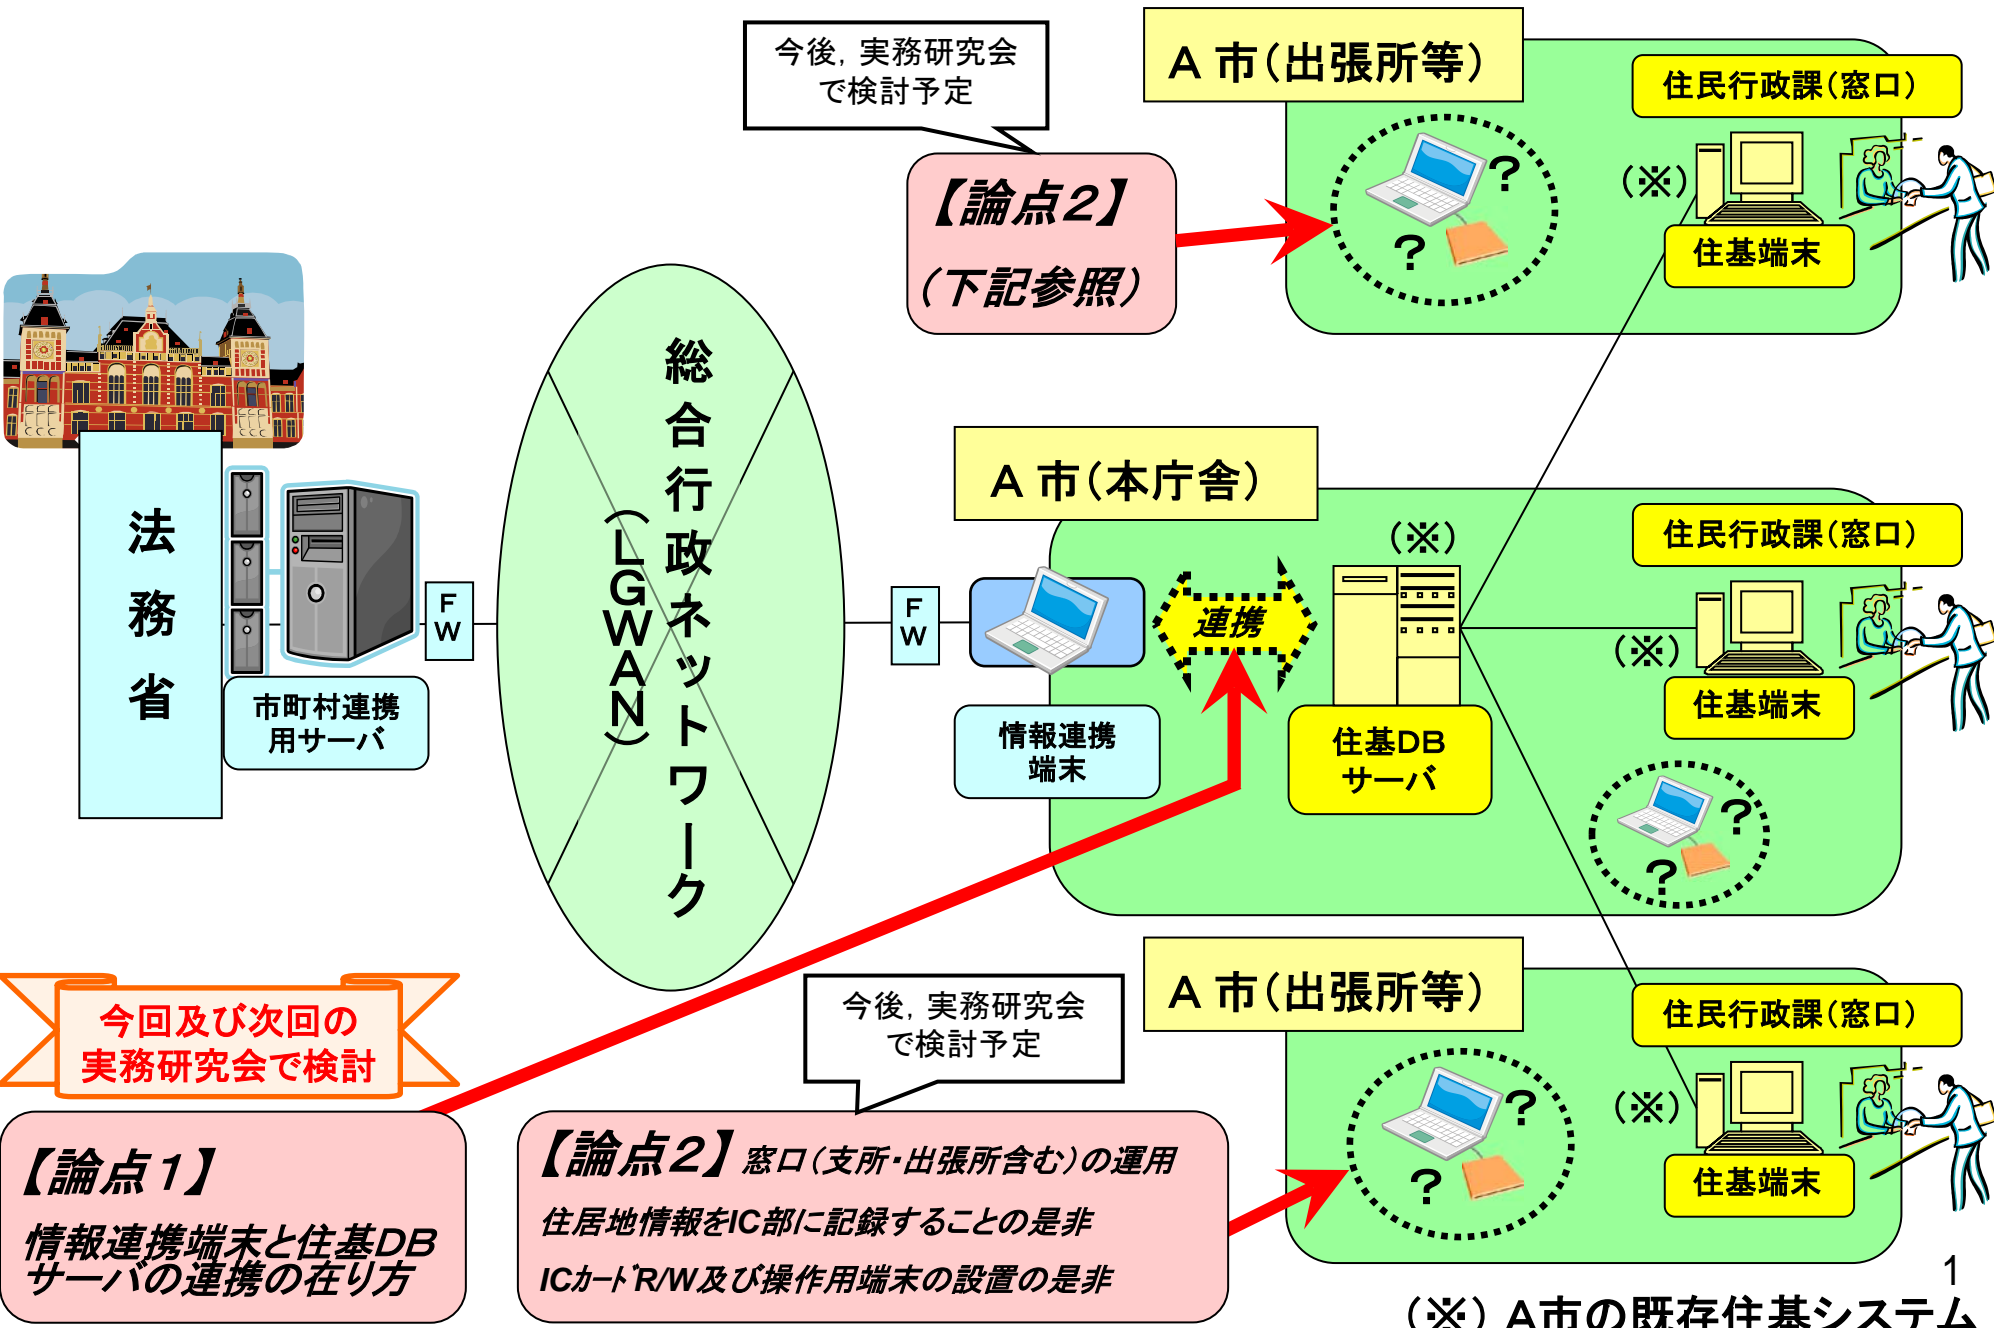 今後，実務研究会
で検討予定
Ａ 市（出張所等）
住民行政課（窓口）
【論点２】
（下記参照）
？
？
（※）
住基端末
総合行政ネットワーク
（ＬＧＷＡＮ）
法務省
市町村連携
用サーバ
Ｆ
Ｗ
Ｆ
Ｗ
Ａ 市（本庁舎）
情報連携
端末
連携
（※）
住基ＤＢ
サーバ
住民行政課（窓口）
（※）
住基端末
？
？
今回及び次回の
実務研究会で検討
【論点１】
情報連携端末と住基ＤＢ
サーバの連携の在り方
今後，実務研究会
で検討予定
【論点２】窓口（支所・出張所含む）の運用
住居地情報をIC部に記録することの是非
ICｶｰﾄﾞR/W及び操作用端末の設置の是非
Ａ 市（出張所等）
住民行政課（窓口）
？
？
（※）
住基端末
1
（※）Ａ市の既存住基システム